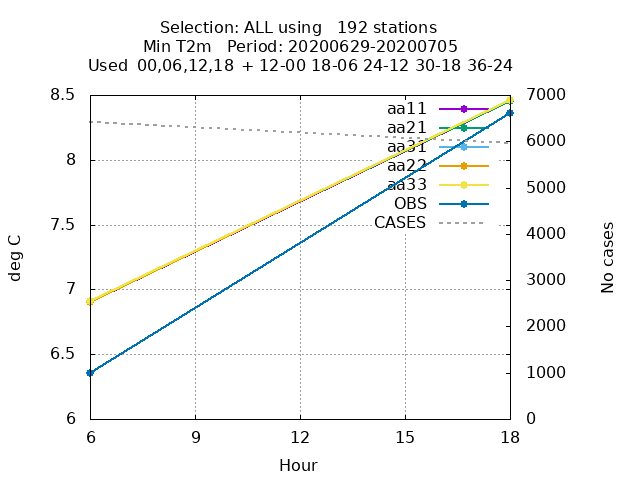 Selection: ALL using   192 stations
Min T2m   Period: 20200629-20200705
Used  00,06,12,18 + 12-00 18-06 24-12 30-18 36-24
8.5
8
7.5
7
6.5
6
7000
6000
5000
4000
3000
2000
1000
0
aa11
aa21
aa31
aa22
aa33
OBS
CASES
deg C
No cases
6 9 12 15 18
Hour